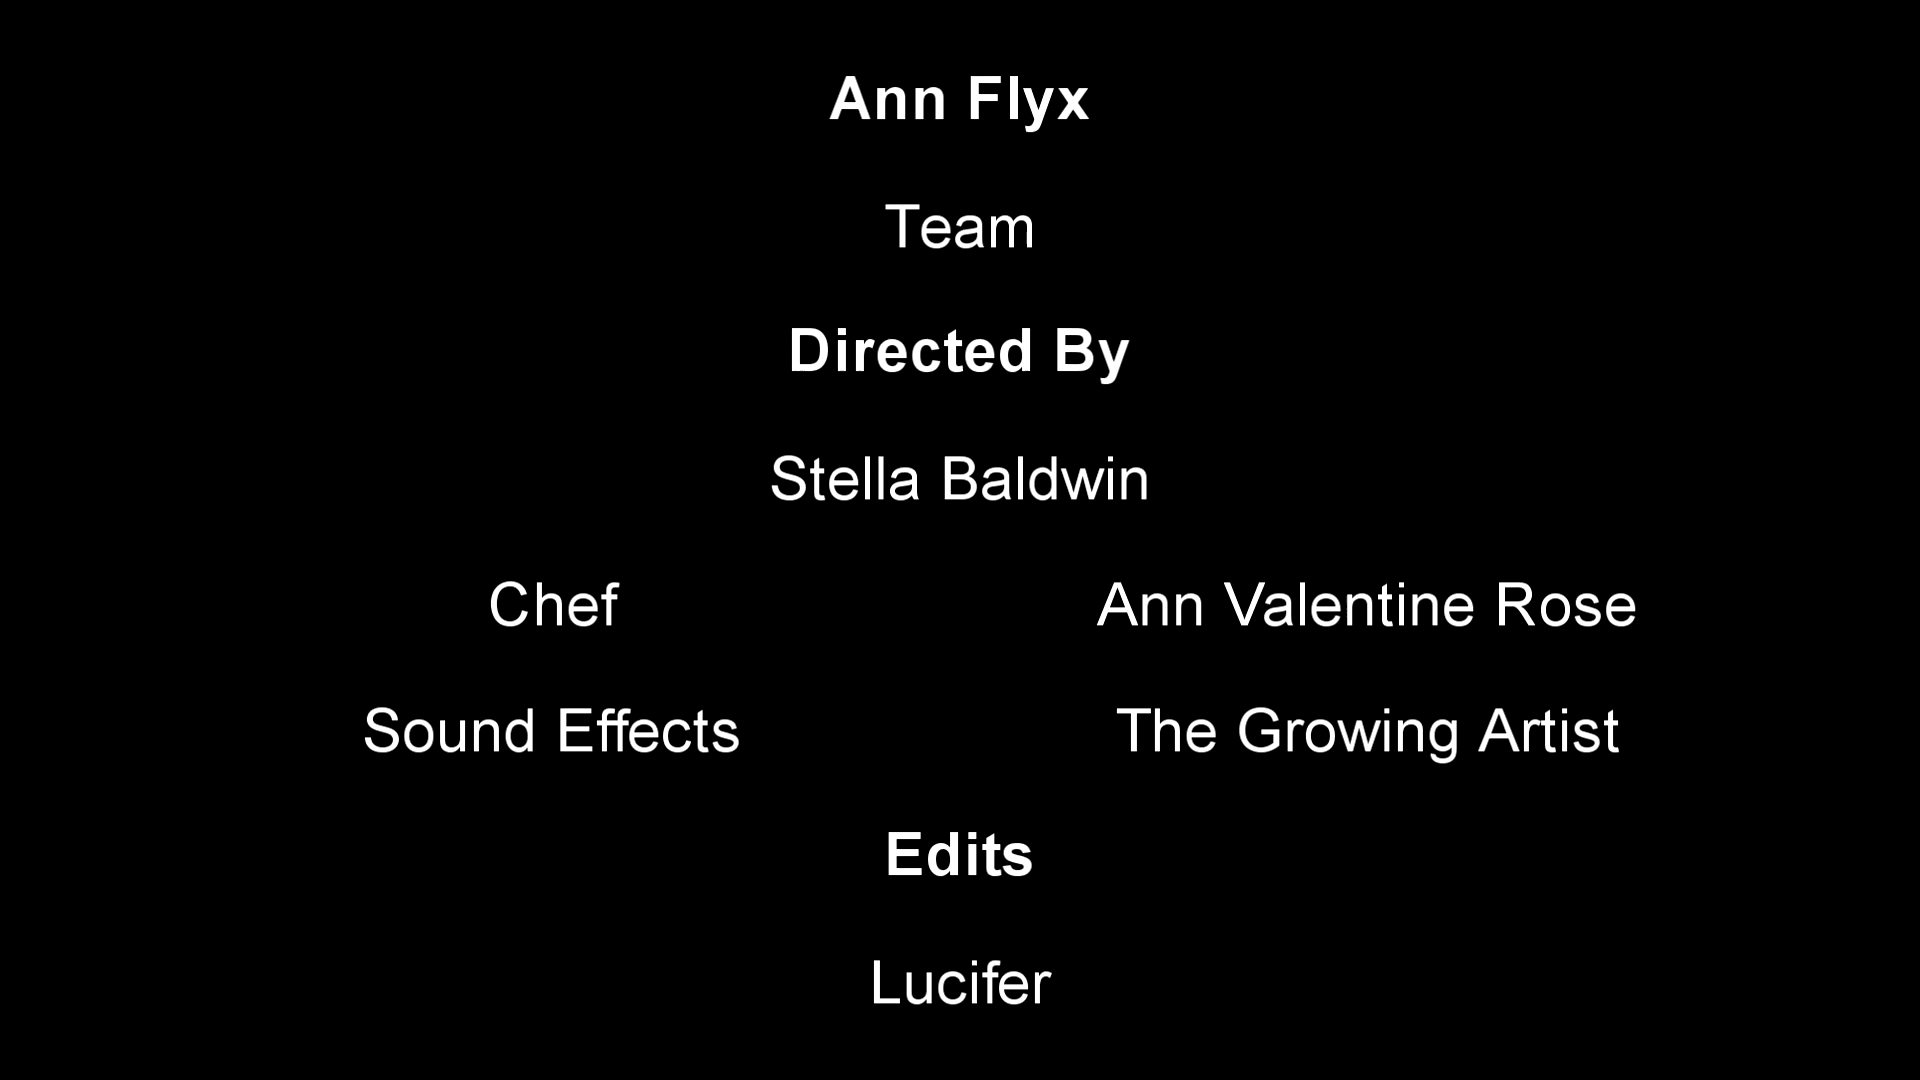 Ann Flyx
Team
Directed By
Stella Baldwin
Chef Ann Valentine Rose
Sound Effects The Growing Artist
Edits
Lucifer